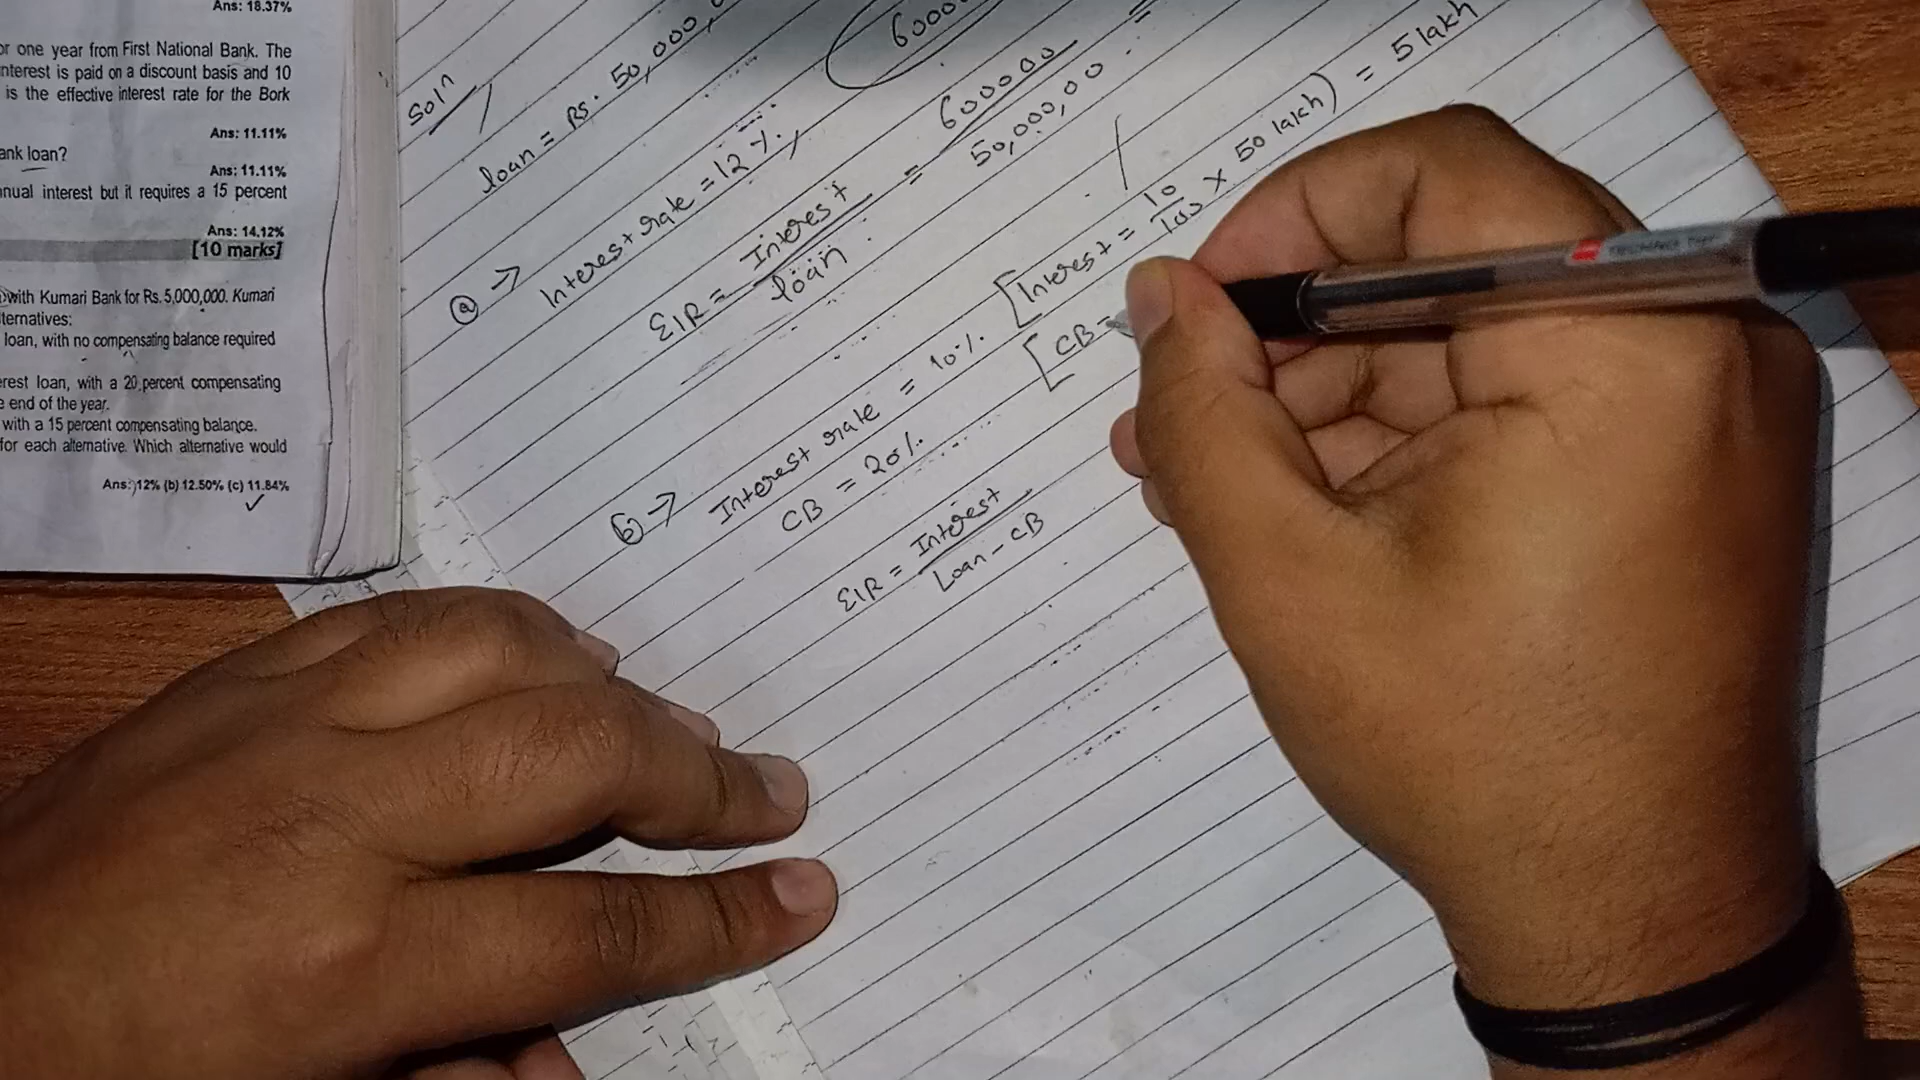 Ans: 18.37%
or one year from First National Bank. The
nterest is paid on a discount basis and 10
is the effective interest rate for the Bork
Ans: 11.11%
ank loan?
Ans: 11.11%
nnual interest but it requires a 15 percent
Ans: 14.12%
[10 marks]
with Kumari Bank for Rs. 5,000,000. Kumari
ternatives:
loan, with no compensating balance required
erest loan, with a 20 percent compensating
e end of the year.
with a 15 percent compensating balance.
for each alternative. Which alternative would
Ans: 12% (b) 12.50% (c) 11.84%
Soln
loan = Rs. 50,000,
6000
ⓐ → Interest rate = 12%.
EIR = Interest / loan = 600000 / 50,000,00 =
ⓑ → Interest rate = 10%. [Interest = 10/100 × 50 lakh) = 5 lakh
CB = 20%. [CB =
EIR = Interest / Loan - CB